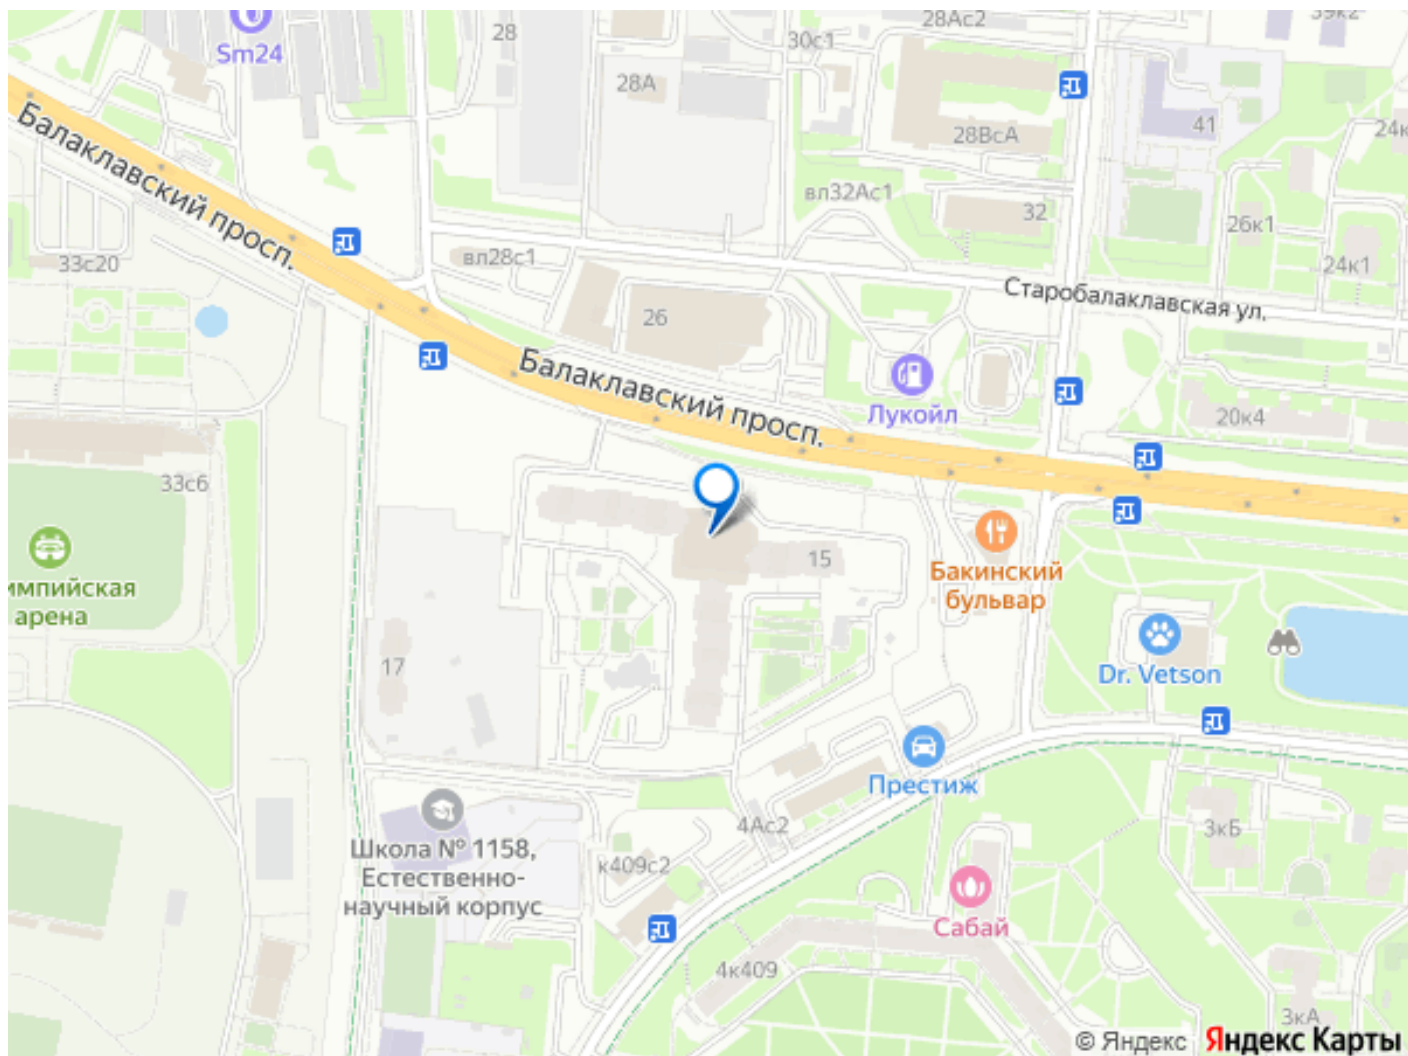 28Ac2
39к2
28
30с1
Sm24
28А
41
24к
28ВсА
Балаклавский просп.
вл32Ас1
32
26к1
33с20
вл28с1
24к1
Старобалаклавская ул.
26
Балаклавский просп.
Лукойл
20к4
33с6
15
Бакинский
бульвар
импийская
арена
17
Dr. Vetson
Престиж
4Ас2
3кБ
Школа № 1158,
Естественно-
научный корпус
к409с2
Сабай
4к409
3кА
© Яндекс Яндекс Карты